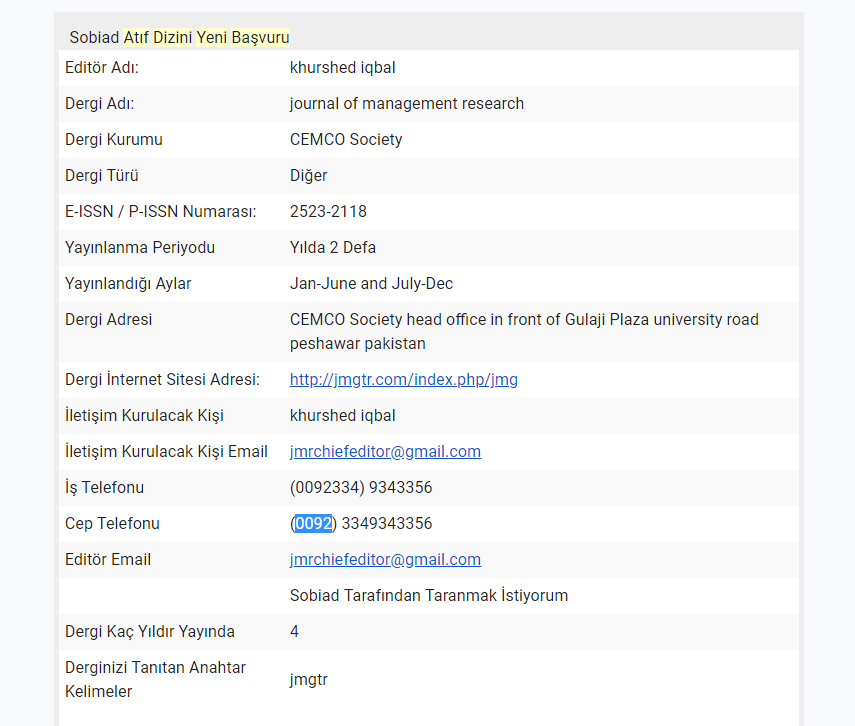 Sobiad Atıf Dizini Yeni Başvuru
Editör Adı: khurshed iqbal
Dergi Adı: journal of management research
Dergi Kurumu CEMCO Society
Dergi Türü Diğer
E-ISSN / P-ISSN Numarası: 2523-2118
Yayınlanma Periyodu Yılda 2 Defa
Yayınlandığı Aylar Jan-June and July-Dec
Dergi Adresi CEMCO Society head office in front of Gulaji Plaza university road
peshawar pakistan
Dergi İnternet Sitesi Adresi: http://jmgtr.com/index.php/jmg
İletişim Kurulacak Kişi khurshed iqbal
İletişim Kurulacak Kişi Email jmrchiefeditor@gmail.com
İş Telefonu (0092334) 9343356
Cep Telefonu (0092) 3349343356
Editör Email jmrchiefeditor@gmail.com
Sobiad Tarafından Taranmak İstiyorum
Dergi Kaç Yıldır Yayında 4
Derginizi Tanıtan Anahtar
Kelimeler jmgtr